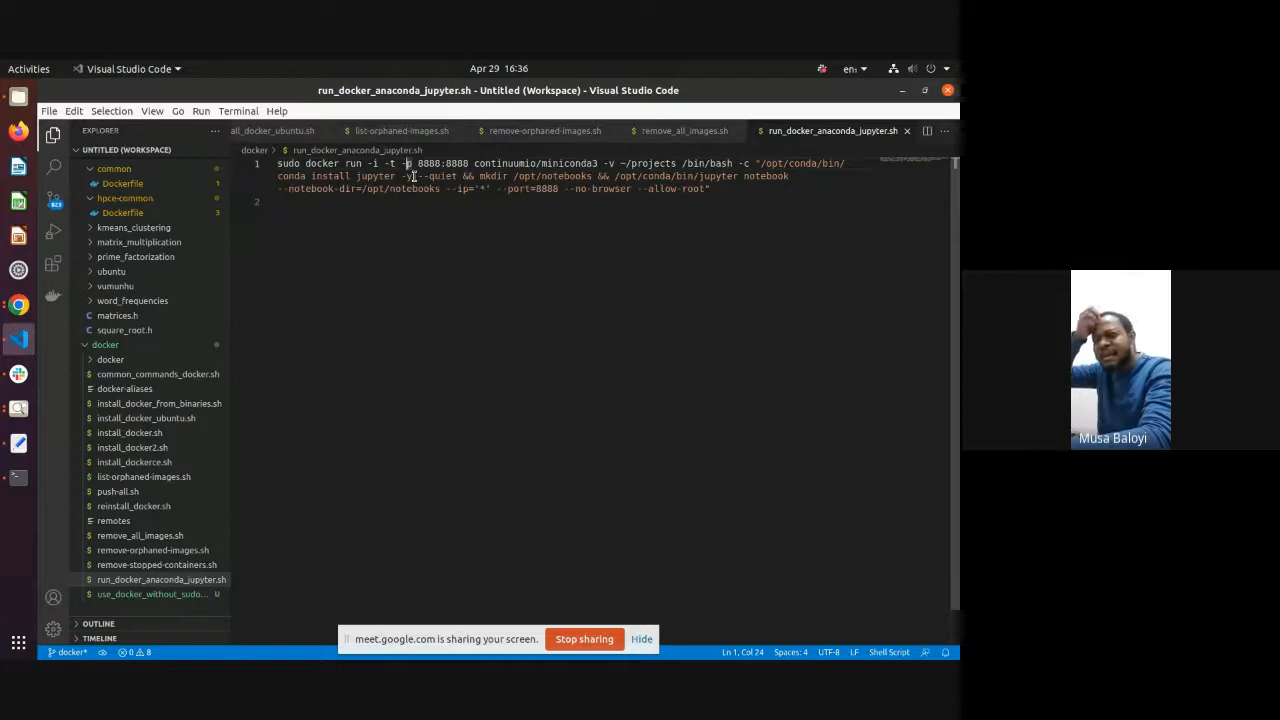 Activities
Visual Studio Code
Apr 29 16:36
en₁
run_docker_anaconda_jupyter.sh - Untitled (Workspace) - Visual Studio Code
File Edit Selection View Go Run Terminal Help
EXPLORER
all_docker_ubuntu.sh
list-orphaned-images.sh
remove-orphaned-images.sh
remove_all_images.sh
run_docker_anaconda_jupyter.sh
UNTITLED (WORKSPACE)
docker > $ run_docker_anaconda_jupyter.sh
1 sudo docker run -i -t -p 8888:8888 continuumio/miniconda3 -v ~/projects /bin/bash -c "/opt/conda/bin/
conda install jupyter -y --quiet && mkdir /opt/notebooks && /opt/conda/bin/jupyter notebook
--notebook-dir=/opt/notebooks --ip='*' --port=8888 --no-browser --allow-root"
2
common
Dockerfile 1
hpce-common
Dockerfile 3
kmeans_clustering
matrix_multiplication
prime_factorization
ubuntu
vumunhu
word_frequencies
matrices.h
square_root.h
docker
docker
common_commands_docker.sh
docker-aliases
install_docker_from_binaries.sh
install_docker_ubuntu.sh
install_docker.sh
install_docker2.sh
install_dockerce.sh
list-orphaned-images.sh
push-all.sh
reinstall_docker.sh
remotes
remove_all_images.sh
remove-orphaned-images.sh
remove-stopped-containers.sh
run_docker_anaconda_jupyter.sh
use_docker_without_sudo... U
OUTLINE
TIMELINE
meet.google.com is sharing your screen.
Stop sharing
Hide
docker*
0 8
Ln 1, Col 24
Spaces: 4
UTF-8
LF
Shell Script
Musa Baloyi